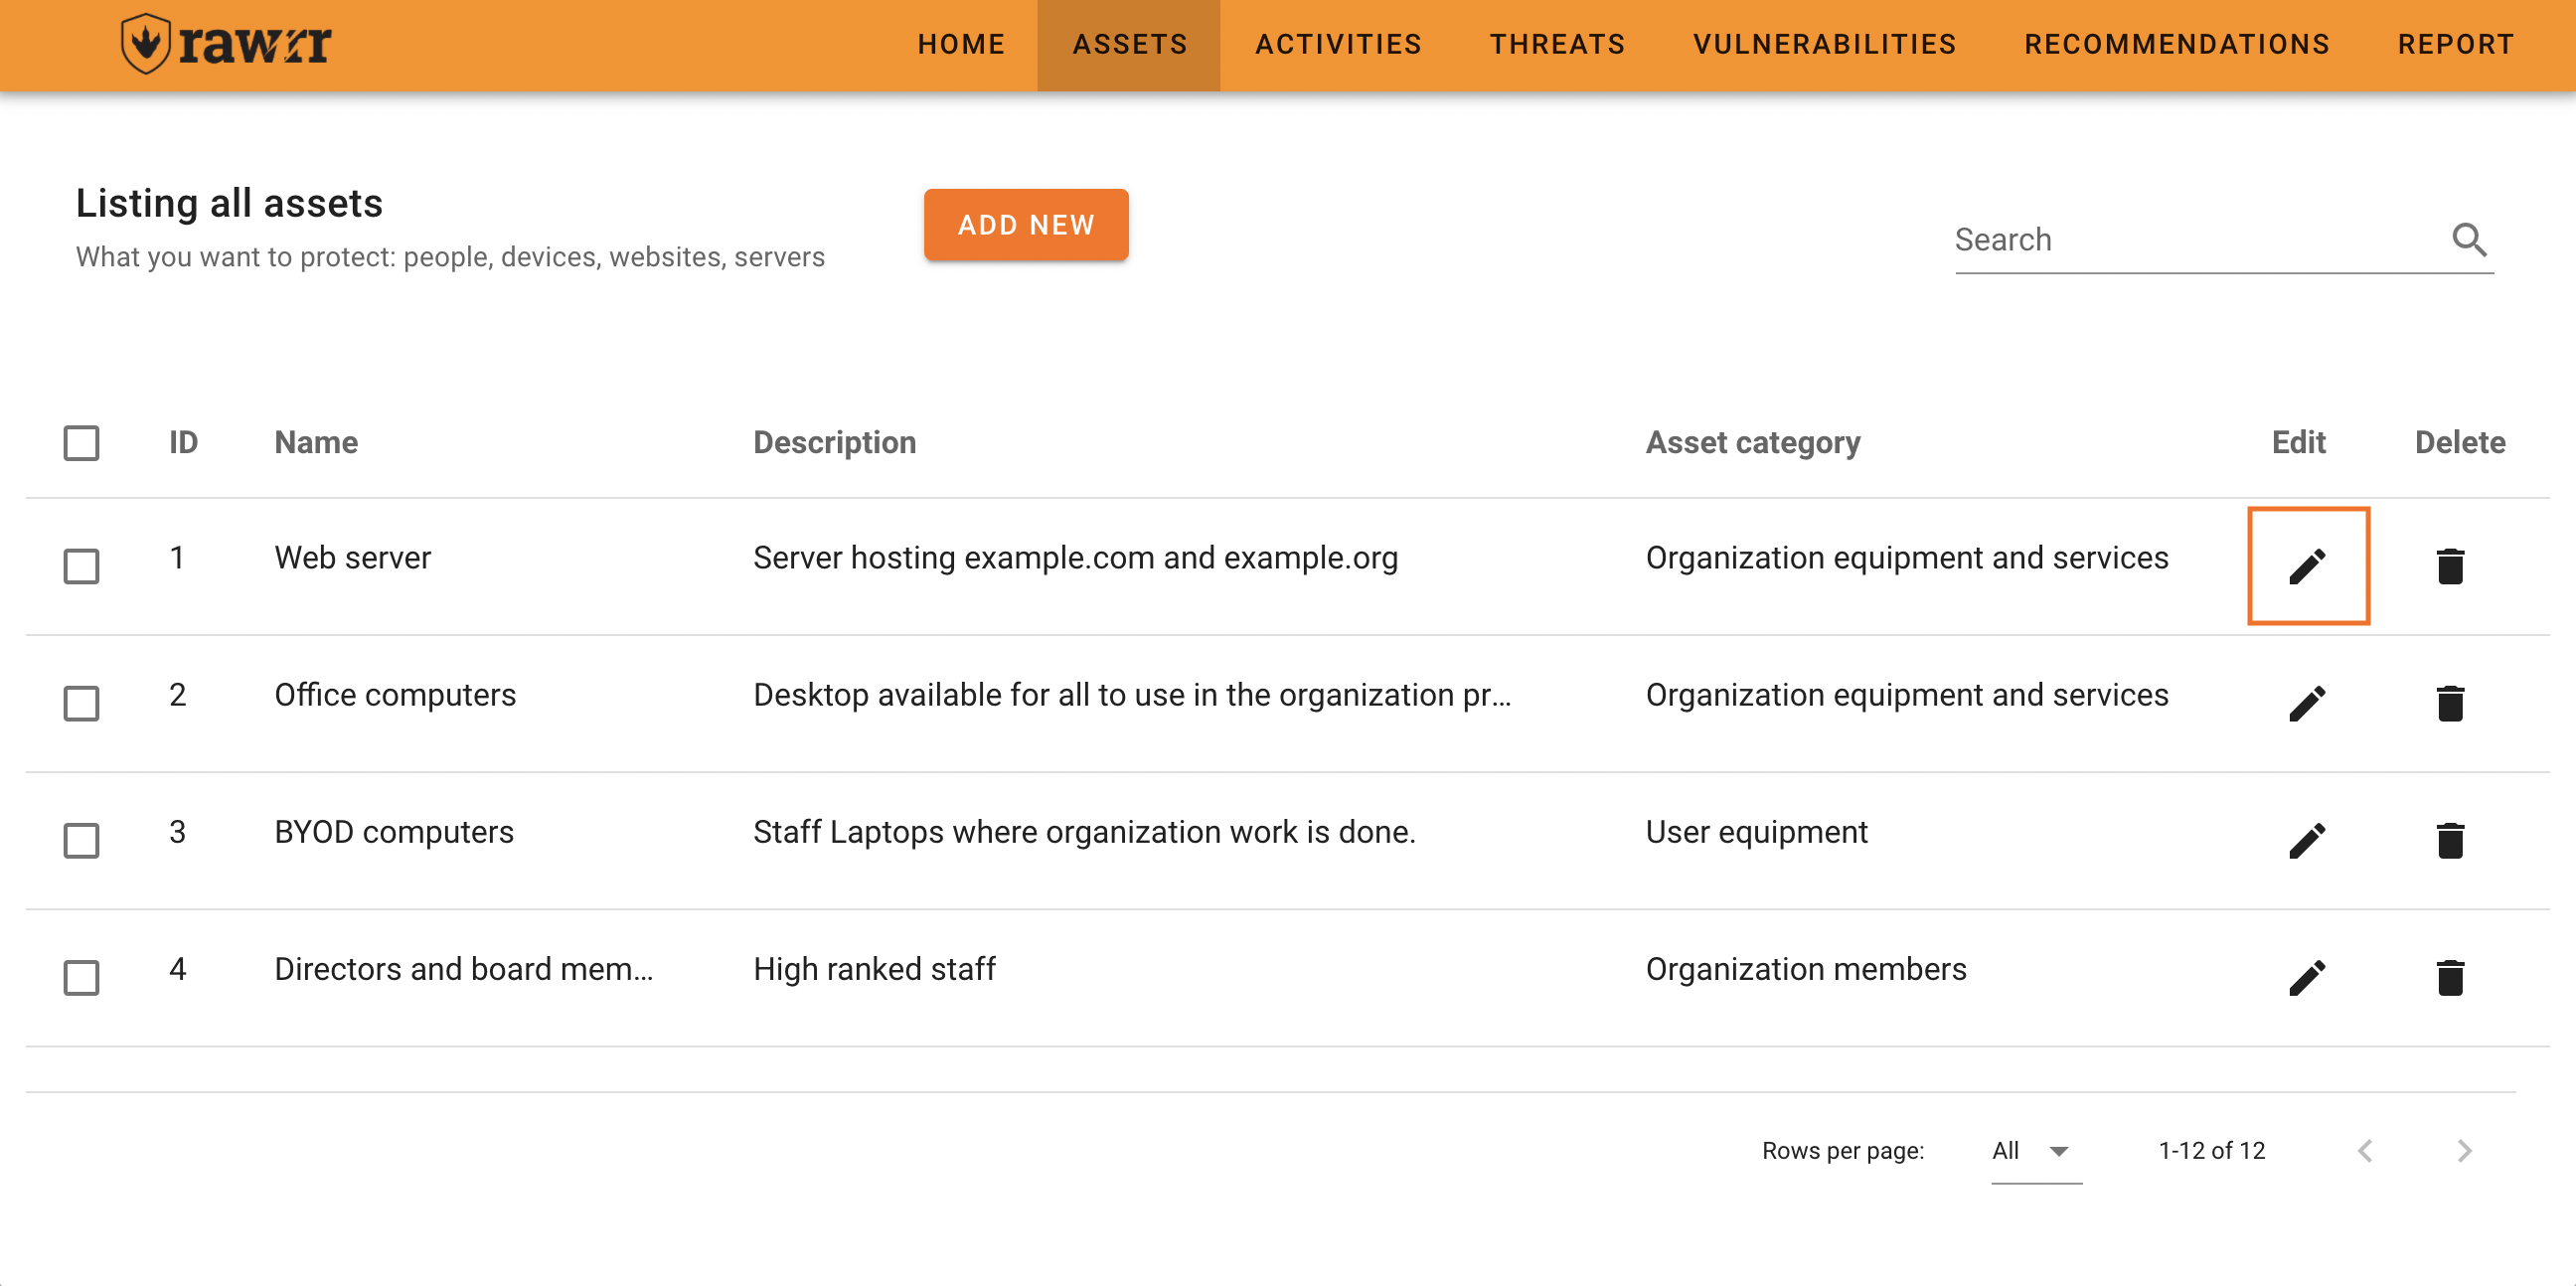 rawrr HOME ASSETS ACTIVITIES THREATS VULNERABILITIES RECOMMENDATIONS REPORT
Listing all assets
What you want to protect: people, devices, websites, servers
ADD NEW
Search
ID Name Description Asset category Edit Delete
1 Web server Server hosting example.com and example.org Organization equipment and services
2 Office computers Desktop available for all to use in the organization pr... Organization equipment and services
3 BYOD computers Staff Laptops where organization work is done. User equipment
4 Directors and board mem... High ranked staff Organization members
Rows per page: All 1-12 of 12